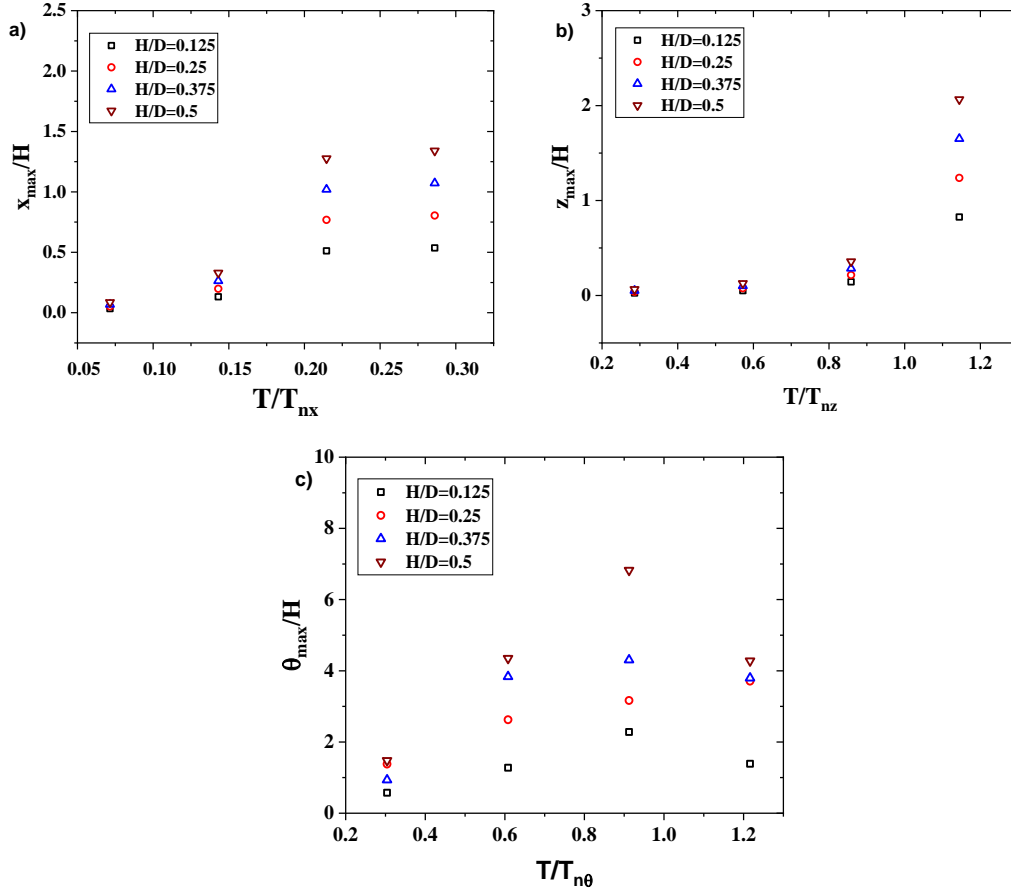 a)
H/D=0.125
H/D=0.25
H/D=0.375
H/D=0.5
2.5
2.0
1.5
1.0
0.5
0.0
x_max/H
0.05 0.10 0.15 0.20 0.25 0.30
T/T_nx
b)
H/D=0.125
H/D=0.25
H/D=0.375
H/D=0.5
3
2
1
0
z_max/H
0.2 0.4 0.6 0.8 1.0 1.2
T/T_nz
c)
H/D=0.125
H/D=0.25
H/D=0.375
H/D=0.5
10
8
6
4
2
0
θ_max/H
0.2 0.4 0.6 0.8 1.0 1.2
T/T_nθ